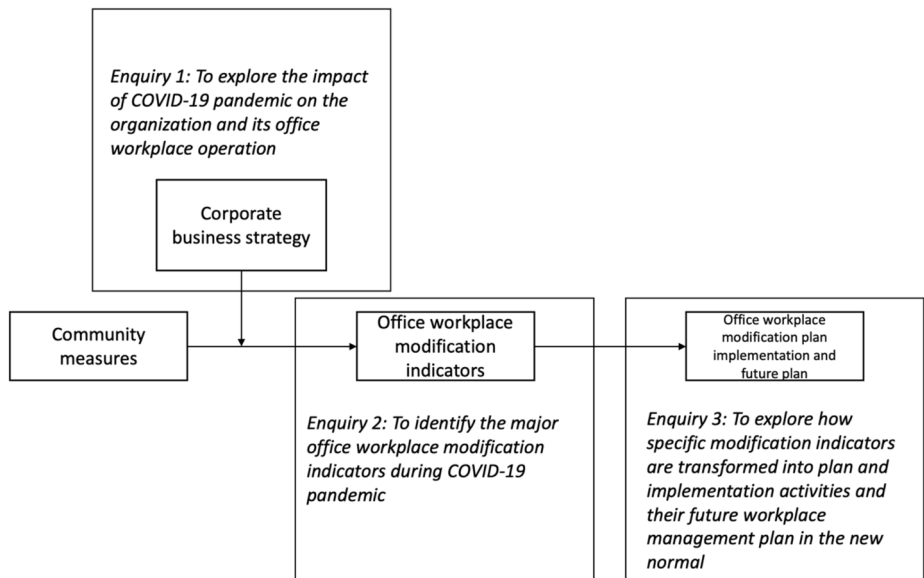 Enquiry 1: To explore the impact
of COVID-19 pandemic on the
organization and its office
workplace operation
Corporate
business strategy
Community
measures
Office workplace
modification
indicators
Office workplace
modification plan
implementation and
future plan
Enquiry 2: To identify the major
office workplace modification
indicators during COVID-19
pandemic
Enquiry 3: To explore how
specific modification indicators
are transformed into plan and
implementation activities and
their future workplace
management plan in the new
normal